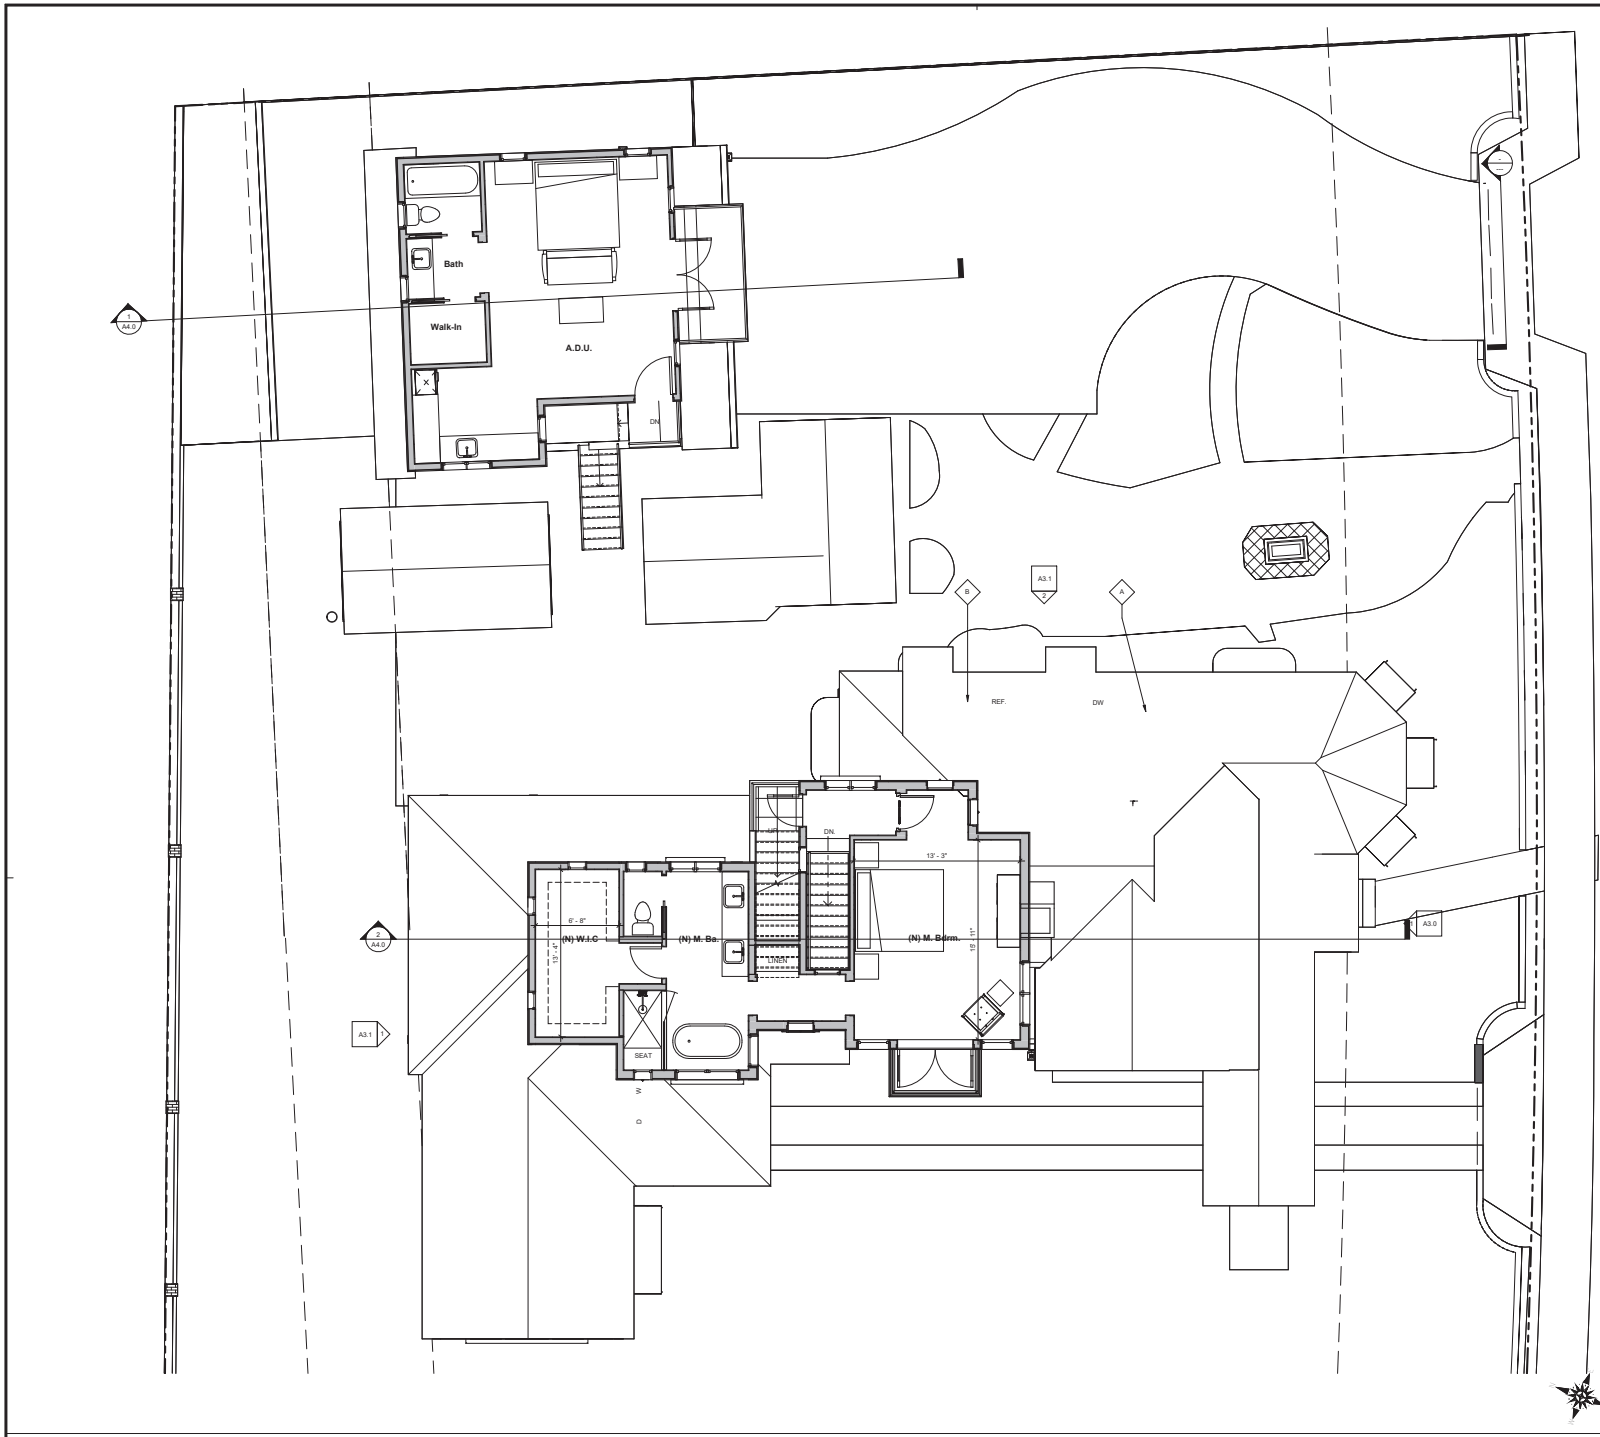 1
A4.0
Bath
Walk-In
A.D.U.
DN
B
A3.1
2
A
REF.
DW
UP
DN.
13' - 3"
6' - 8"
13' - 4"
(N) W.I.C
(N) M. Ba.
(N) M. Bdrm.
16' - 11"
LINEN
2
A4.0
A3.0
A3.1
1
SEAT
W
D